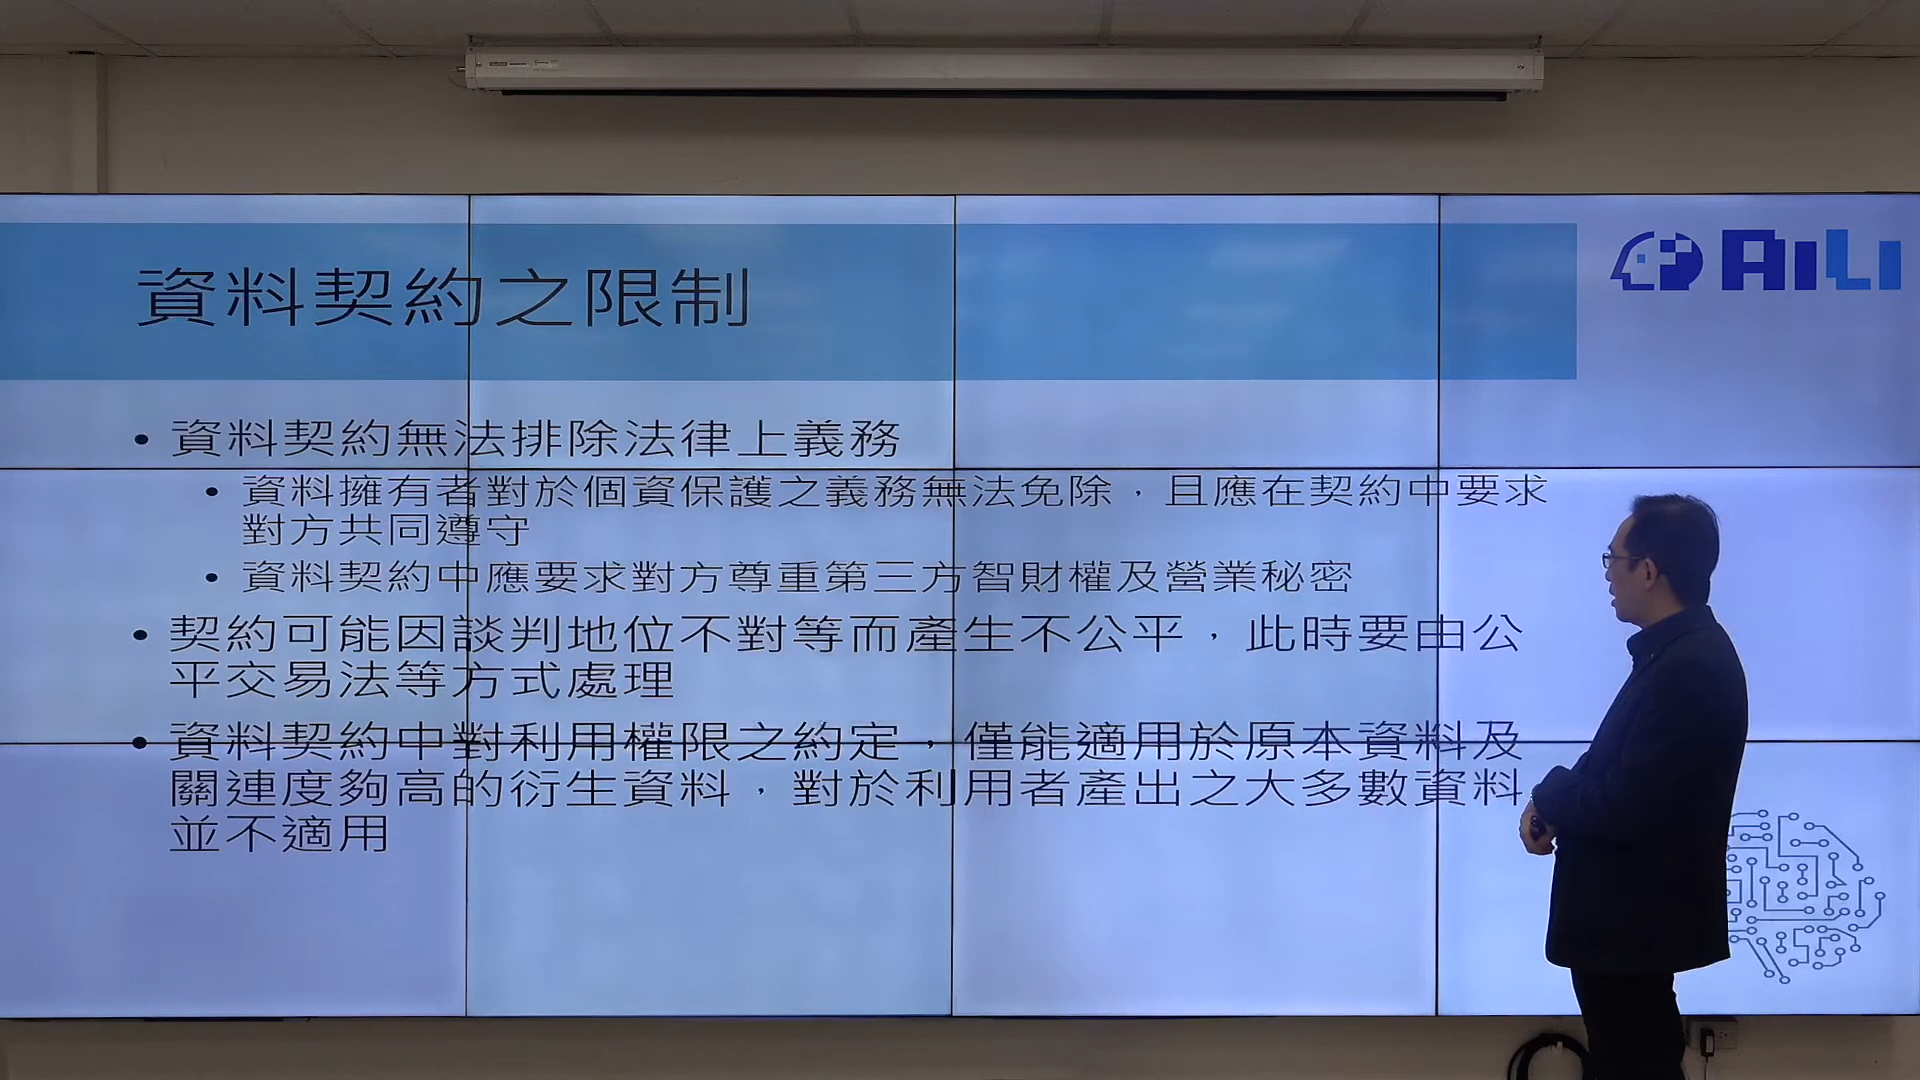 資料契約之限制
AiLi
• 資料契約無法排除法律上義務
• 資料擁有者對於個資保護之義務無法免除，且應在契約中要求
對方共同遵守
• 資料契約中應要求對方尊重第三方智財權及營業秘密
• 契約可能因談判地位不對等而產生不公平，此時要由公
平交易法等方式處理
• 資料契約中對利用權限之約定，僅能適用於原本資料及
關連度夠高的衍生資料，對於利用者產出之大多數資料
並不適用